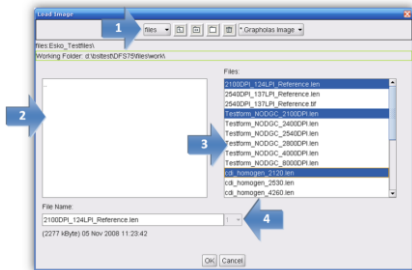 Load Image
1
files
* Grapholas Image
files Esko_Testfiles\
Working Folder: d:\bsttest\DFS75\files\work\
Files:
2
..
3
2100DPI_124LPI_Reference.len
2540DPI_137LPI_Reference.len
2540DPI_137LPI_Reference.tif
Testform_NODGC_2100DPI.len
Testform_NODGC_2400DPI.len
Testform_NODGC_2540DPI.len
Testform_NODGC_2800DPI.len
Testform_NODGC_4000DPI.len
Testform_NODGC_8000DPI.len
cdi_homogen_2120.len
cdi_homogen_2530.len
cdi_homogen_4260.len
File Name:
2100DPI_124LPI_Reference.len
4
(2277 kByte) 05 Nov 2008 11:23:42
OK Cancel